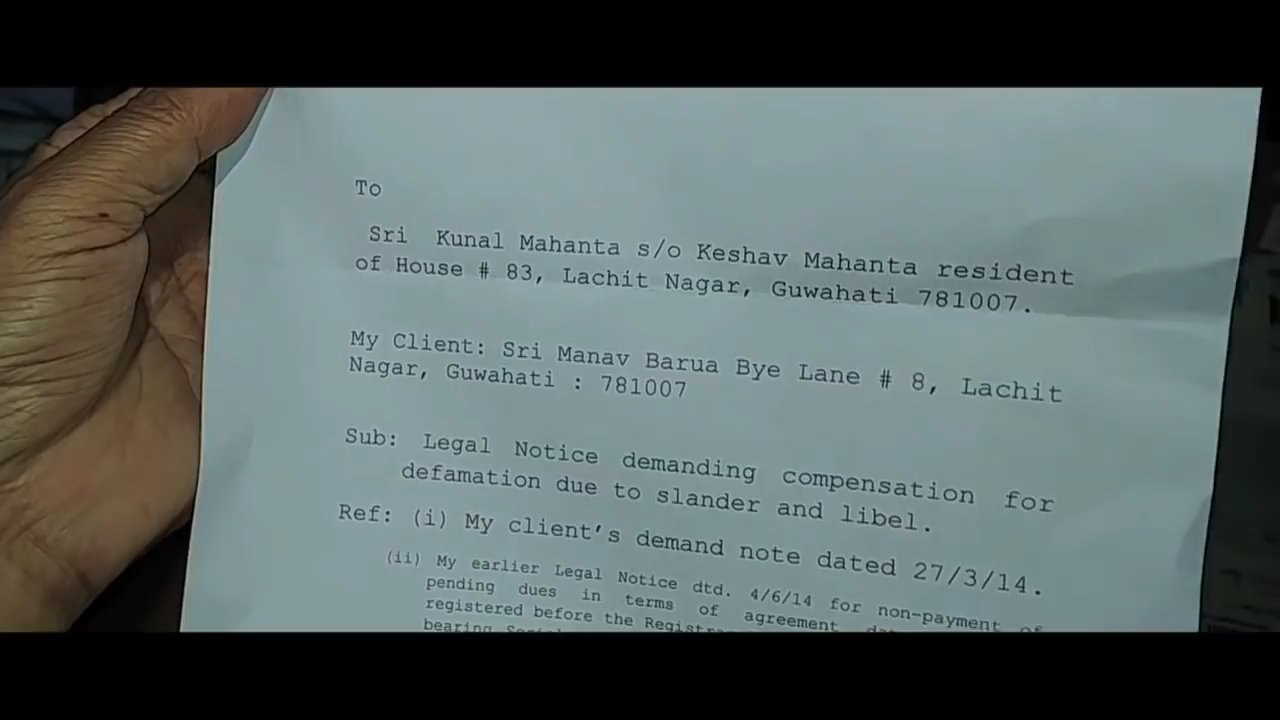 To
Sri Kunal Mahanta s/o Keshav Mahanta resident
of House # 83, Lachit Nagar, Guwahati 781007.
My Client: Sri Manav Barua Bye Lane # 8, Lachit
Nagar, Guwahati : 781007
Sub: Legal Notice demanding compensation for
defamation due to slander and libel.
Ref: (i) My client's demand note dated 27/3/14.
(ii) My earlier Legal Notice dtd. 4/6/14 for non-payment of
pending dues in terms of agreement
registered before the
bearing